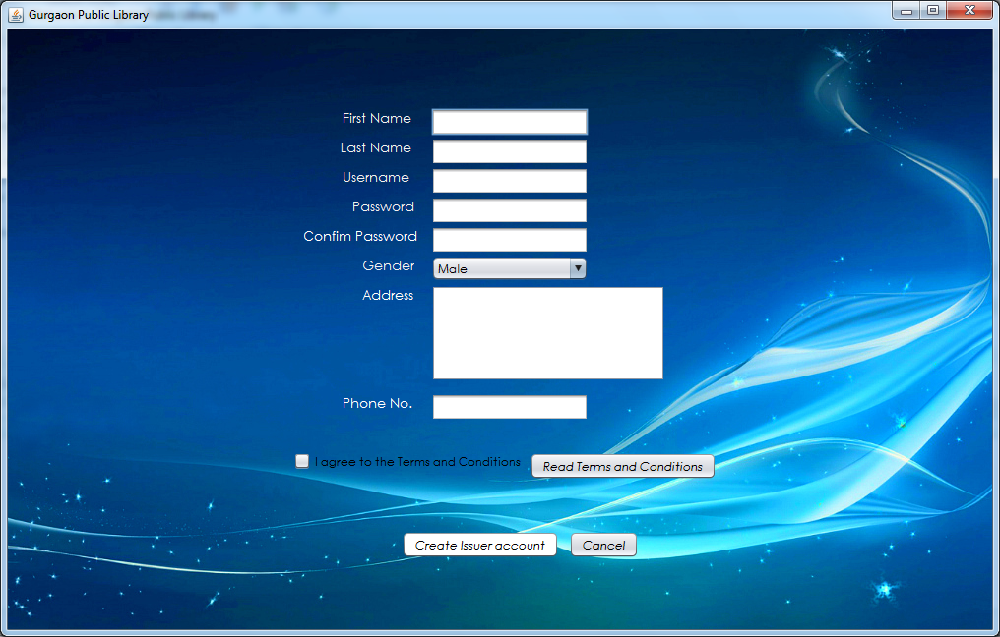 Gurgaon Public Library
First Name
Last Name
Username
Password
Confim Password
Gender Male
Address
Phone No.
I agree to the Terms and Conditions Read Terms and Conditions
Create Issuer account Cancel